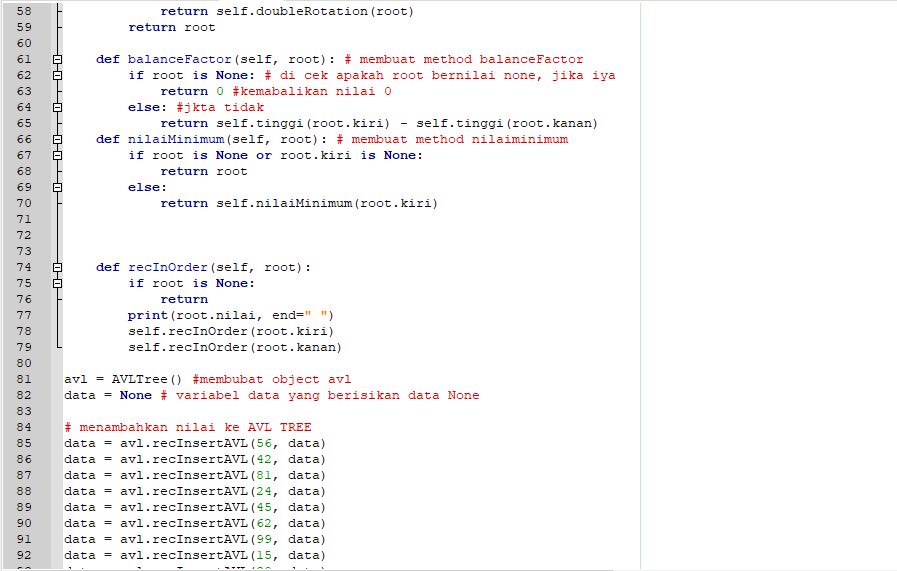 58 return self.doubleRotation(root)
59 return root
60
61 def balanceFactor(self, root): # membuat method balanceFactor
62 if root is None: # di cek apakah root bernilai none, jika iya
63 return 0 #kemabalikan nilai 0
64 else: #jkta tidak
65 return self.tinggi(root.kiri) - self.tinggi(root.kanan)
66 def nilaiMinimum(self, root): # membuat method nilaiminimum
67 if root is None or root.kiri is None:
68 return root
69 else:
70 return self.nilaiMinimum(root.kiri)
71
72
73
74 def recInOrder(self, root):
75 if root is None:
76 return
77 print(root.nilai, end=" ")
78 self.recInOrder(root.kiri)
79 self.recInOrder(root.kanan)
80
81 avl = AVLTree() #membubat object avl
82 data = None # variabel data yang berisikan data None
83
84 # menambahkan nilai ke AVL TREE
85 data = avl.recInsertAVL(56, data)
86 data = avl.recInsertAVL(42, data)
87 data = avl.recInsertAVL(81, data)
88 data = avl.recInsertAVL(24, data)
89 data = avl.recInsertAVL(45, data)
90 data = avl.recInsertAVL(62, data)
91 data = avl.recInsertAVL(99, data)
92 data = avl.recInsertAVL(15, data)